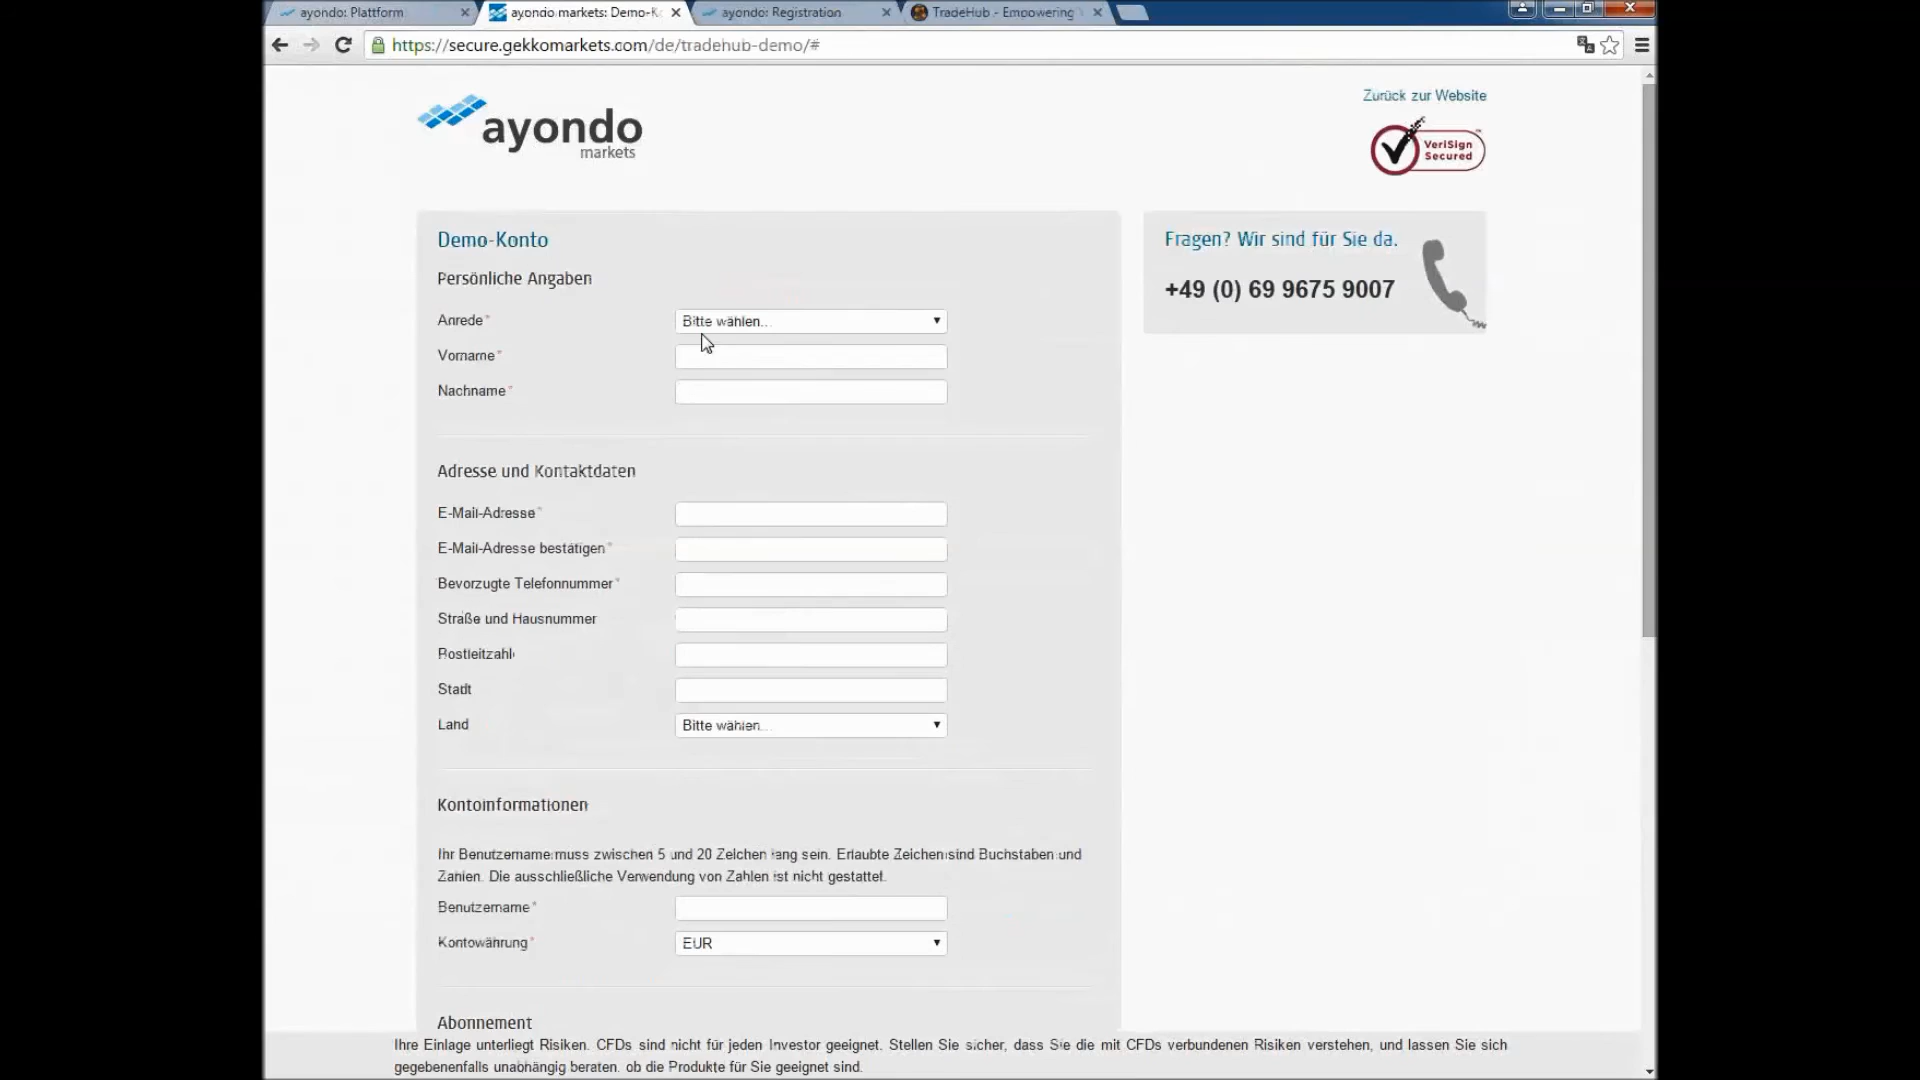 ayondo: Plattform
ayondo markets: Demo-K
ayondo: Registration
TradeHub - Empowering
https://secure.gekkomarkets.com/de/tradehub-demo/#
ayondo
markets
Zurück zur Website
VeriSign
Secured
Demo-Konto
Persönliche Angaben
Anrede*
Bitte wählen...
Vorname*
Nachname*
Fragen? Wir sind für Sie da.
+49 (0) 69 9675 9007
Adresse und Kontaktdaten
E-Mail-Adresse*
E-Mail-Adresse bestätigen*
Bevorzugte Telefonnummer*
Straße und Hausnummer
Postleitzahl
Stadt
Land
Bitte wählen...
Kontoinformationen
Ihr Benutzername muss zwischen 5 und 20 Zeichen lang sein. Erlaubte Zeichen sind Buchstaben und
Zahlen. Die ausschließliche Verwendung von Zahlen ist nicht gestattet.
Benutzername*
Kontowährung*
EUR
Abonnement
Ihre Einlage unterliegt Risiken. CFDs sind nicht für jeden Investor geeignet. Stellen Sie sicher, dass Sie die mit CFDs verbundenen Risiken verstehen, und lassen Sie sich
gegebenenfalls unabhängig beraten, ob die Produkte für Sie geeignet sind.